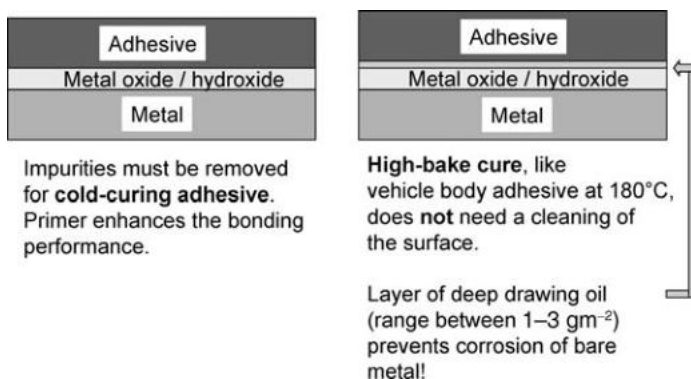 Adhesive
Metal oxide / hydroxide
Metal
Impurities must be removed
for cold-curing adhesive.
Primer enhances the bonding
performance.
Adhesive
Metal oxide / hydroxide
Metal
High-bake cure, like
vehicle body adhesive at 180°C,
does not need a cleaning of
the surface.
Layer of deep drawing oil
(range between 1–3 gm⁻²)
prevents corrosion of bare
metal!